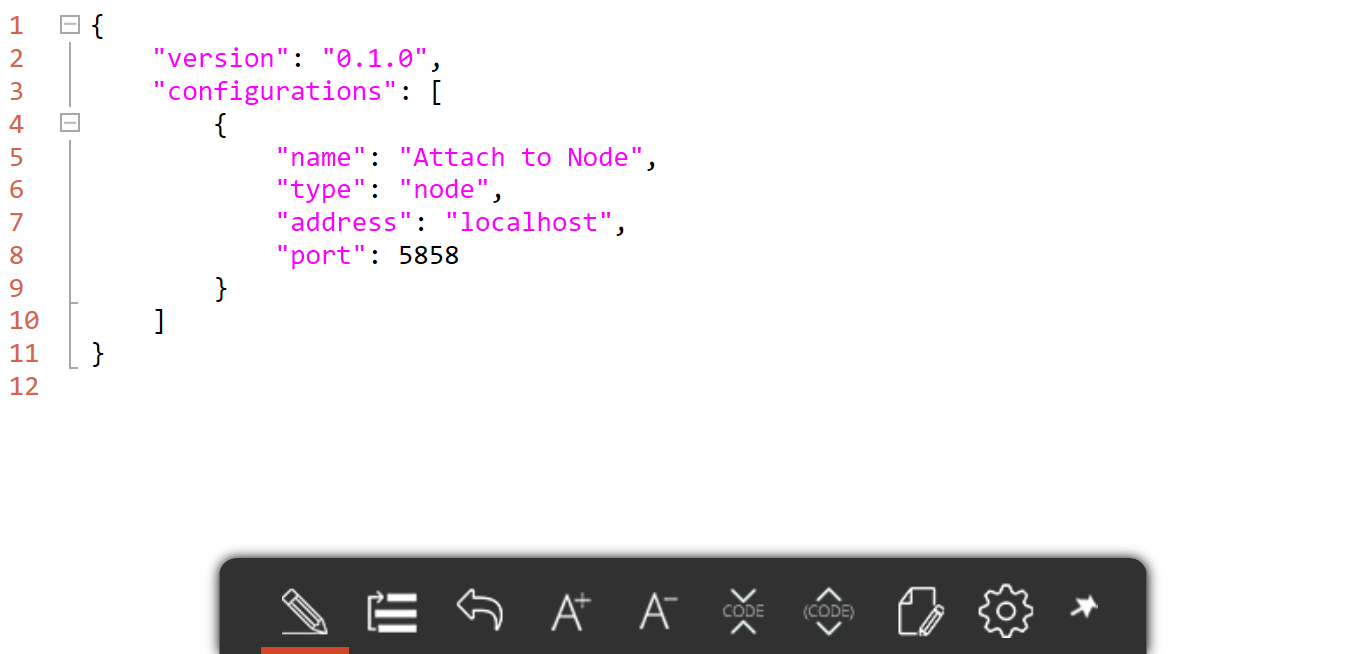 1 {
2 "version": "0.1.0",
3 "configurations": [
4 {
5 "name": "Attach to Node",
6 "type": "node",
7 "address": "localhost",
8 "port": 5858
9 }
10 ]
11 }
12
A+ A- CODE (CODE)